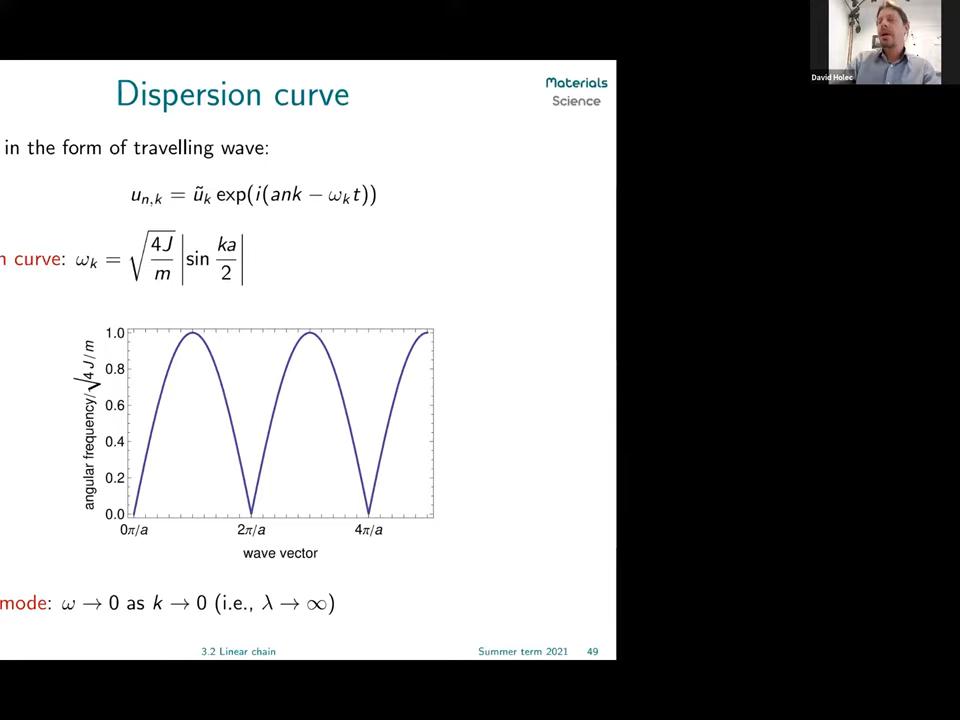 David Holec
Dispersion curve
Materials
Science
in the form of travelling wave:
u_{n,k} = ũ_k exp(i(ank − ω_k t))
n curve: ω_k = √(4J/m) |sin ka/2|
angular frequency/√4 J/m
1.0
0.8
0.6
0.4
0.2
0.0
0π/a 2π/a 4π/a
wave vector
mode: ω → 0 as k → 0 (i.e., λ → ∞)
3.2 Linear chain Summer term 2021 49